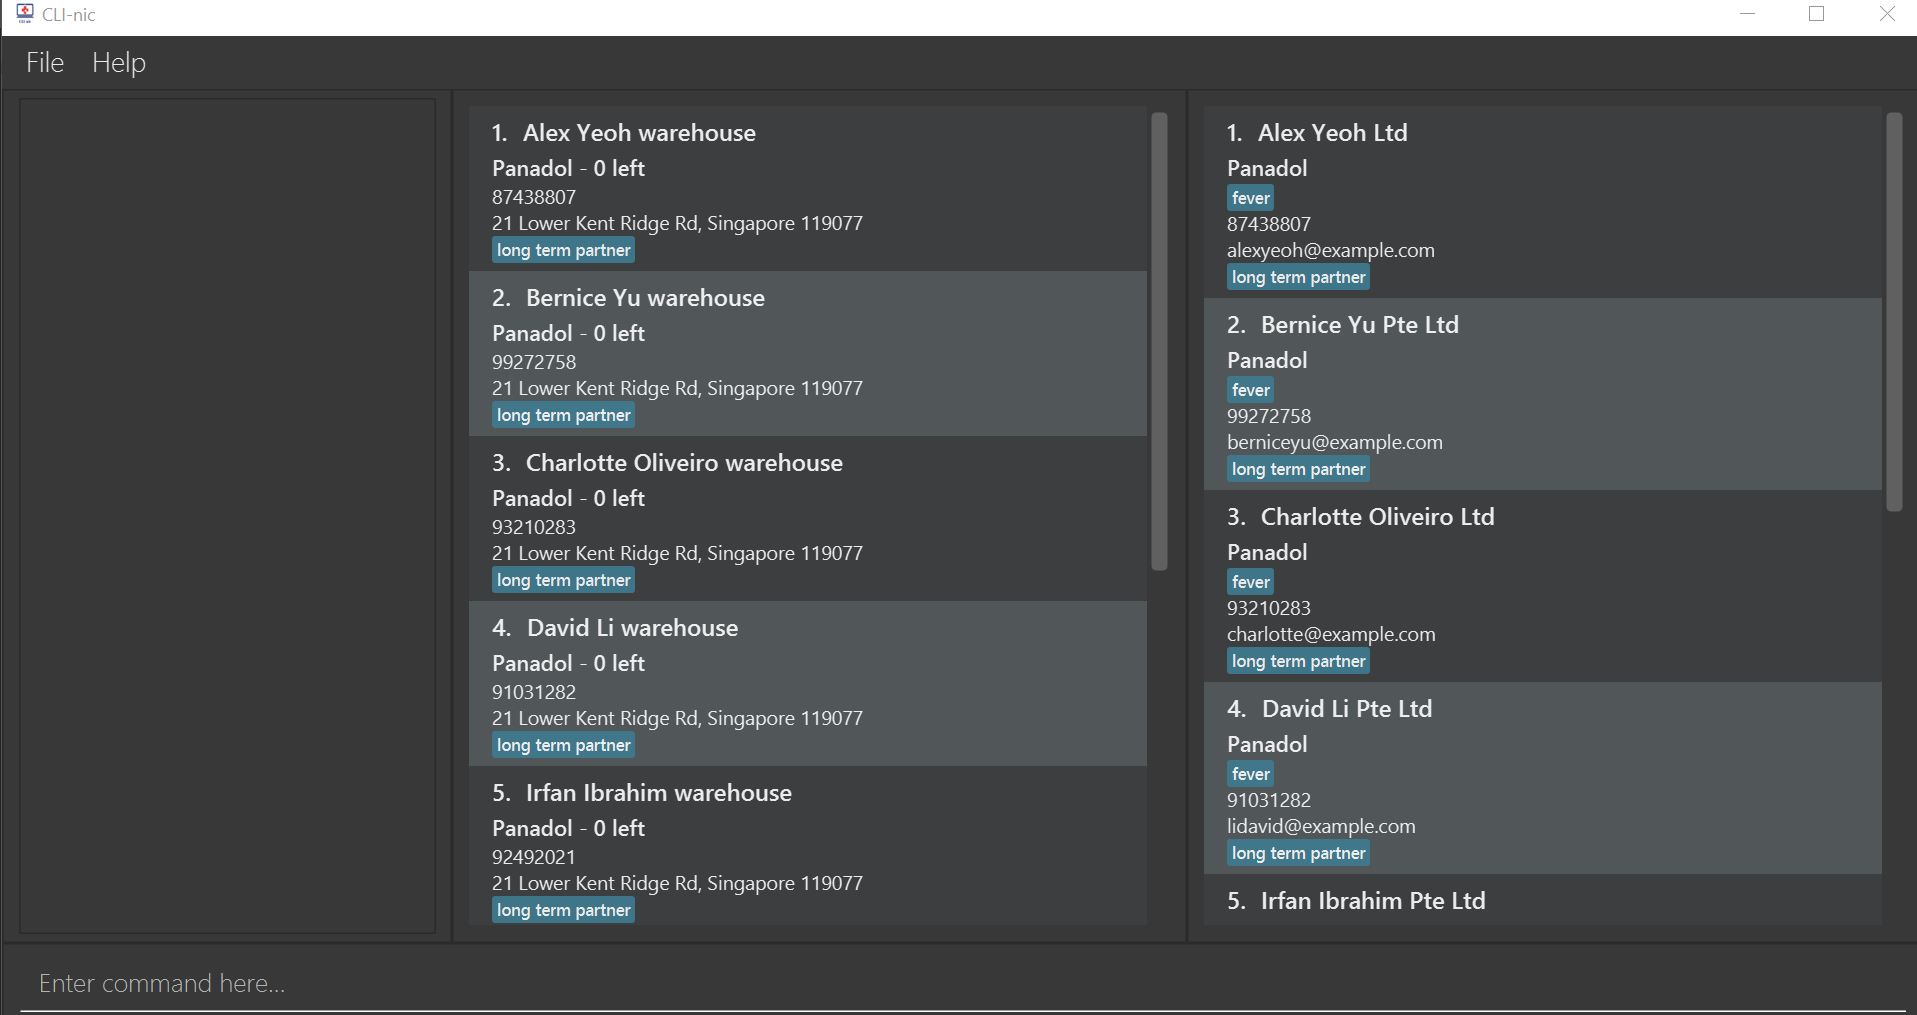 CLI-nic
File Help
1. Alex Yeoh warehouse
Panadol - 0 left
87438807
21 Lower Kent Ridge Rd, Singapore 119077
long term partner
2. Bernice Yu warehouse
Panadol - 0 left
99272758
21 Lower Kent Ridge Rd, Singapore 119077
long term partner
3. Charlotte Oliveiro warehouse
Panadol - 0 left
93210283
21 Lower Kent Ridge Rd, Singapore 119077
long term partner
4. David Li warehouse
Panadol - 0 left
91031282
21 Lower Kent Ridge Rd, Singapore 119077
long term partner
5. Irfan Ibrahim warehouse
Panadol - 0 left
92492021
21 Lower Kent Ridge Rd, Singapore 119077
long term partner
1. Alex Yeoh Ltd
Panadol
fever
87438807
alexyeoh@example.com
long term partner
2. Bernice Yu Pte Ltd
Panadol
fever
99272758
berniceyu@example.com
long term partner
3. Charlotte Oliveiro Ltd
Panadol
fever
93210283
charlotte@example.com
long term partner
4. David Li Pte Ltd
Panadol
fever
91031282
lidavid@example.com
long term partner
5. Irfan Ibrahim Pte Ltd
Enter command here...